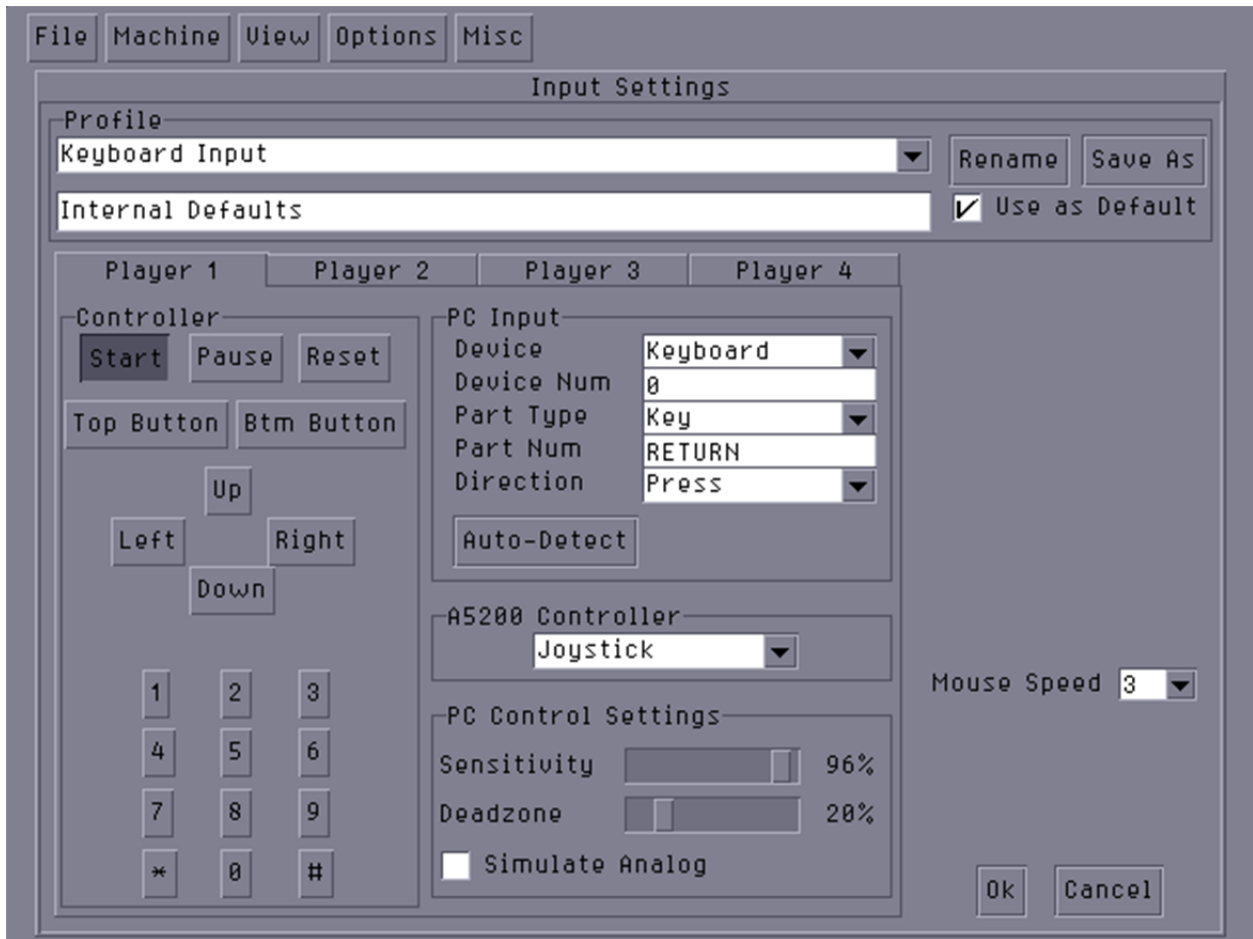 File Machine View Options Misc
Input Settings
Profile
Keyboard Input
Rename Save As
Internal Defaults
Use as Default
Player 1 Player 2 Player 3 Player 4
Controller
Start Pause Reset
Top Button Btm Button
Up
Left Right
Down
1 2 3
4 5 6
7 8 9
* 0 #
PC Input
Device Keyboard
Device Num 0
Part Type Key
Part Num RETURN
Direction Press
Auto-Detect
A5200 Controller
Joystick
PC Control Settings
Sensitivity 96%
Deadzone 20%
Simulate Analog
Mouse Speed 3
Ok Cancel